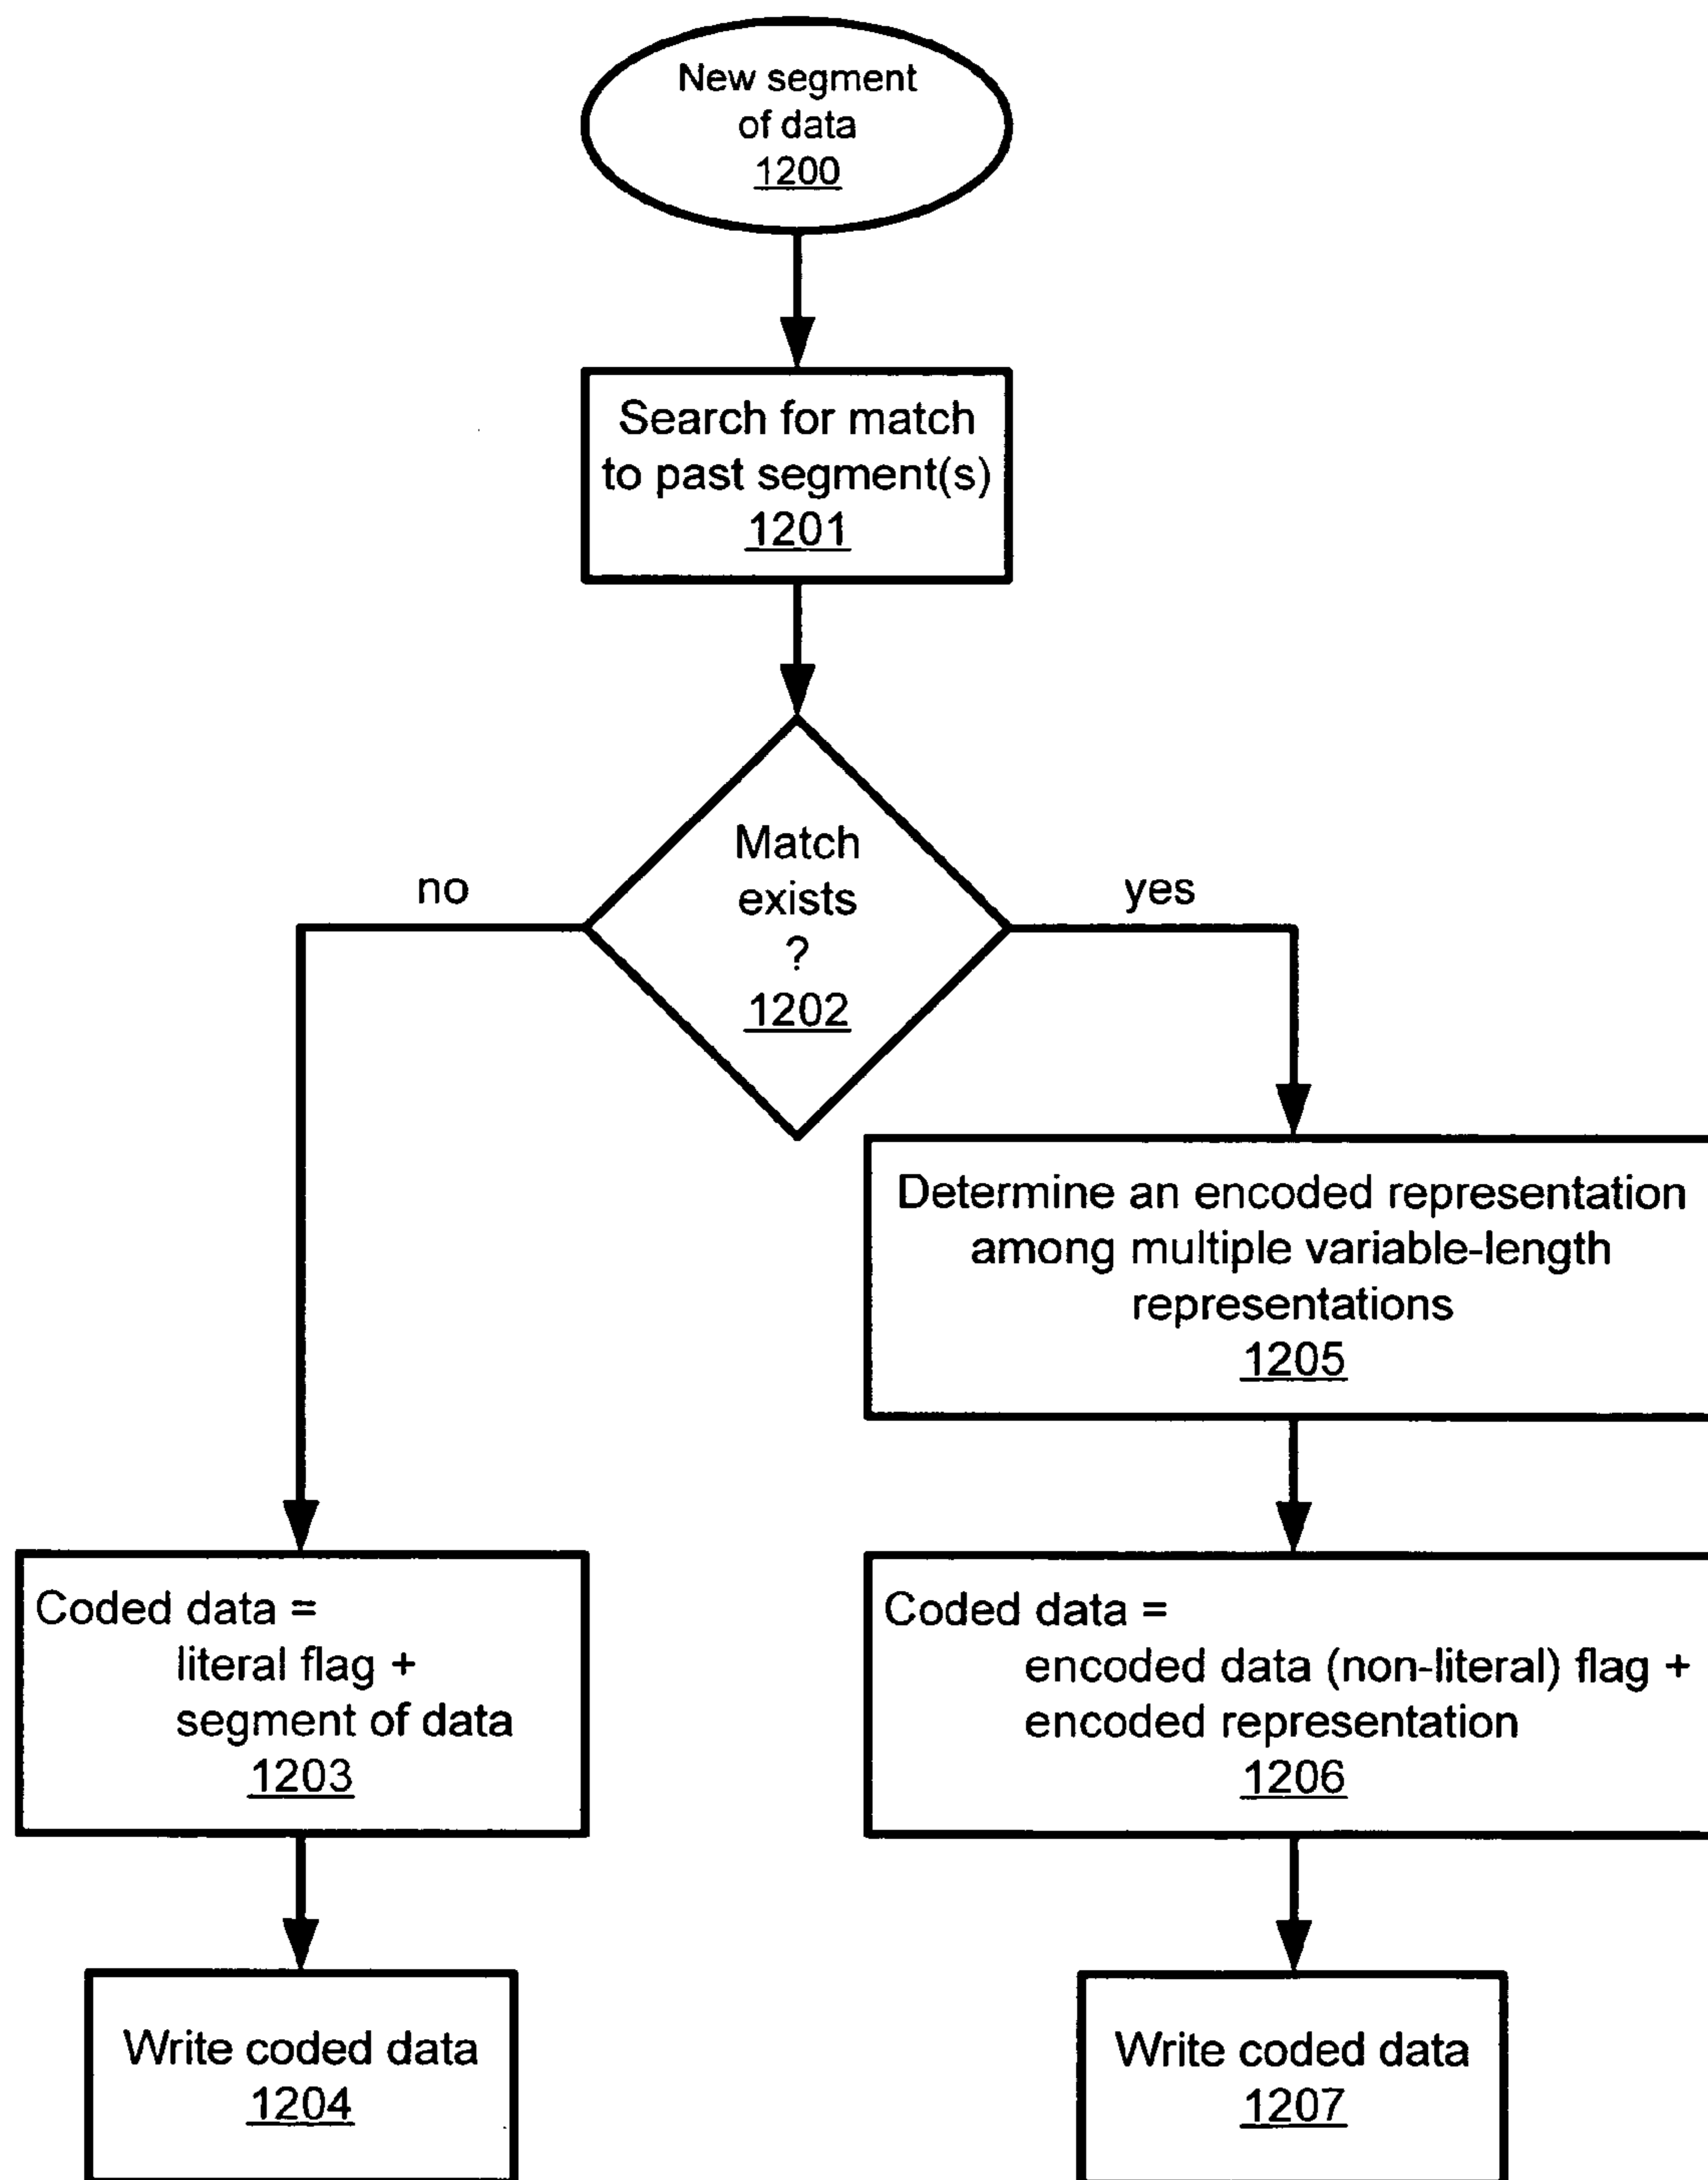 New segment
of data
1200
Search for match
to past segment(s)
1201
Match
exists
?
1202
no
yes
Determine an encoded representation
among multiple variable-length
representations
1205
Coded data =
literal flag +
segment of data
1203
Coded data =
encoded data (non-literal) flag +
encoded representation
1206
Write coded data
1204
Write coded data
1207